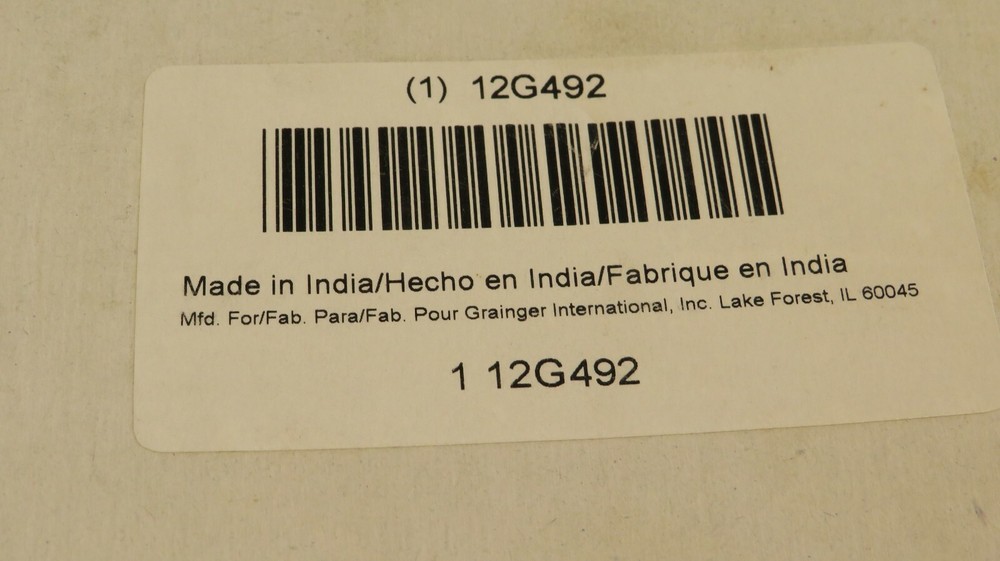 (1) 12G492
Made in India/Hecho en India/Fabrique en India
Mfd. For/Fab. Para/Fab. Pour Grainger International, Inc. Lake Forest, IL 60045
1 12G492